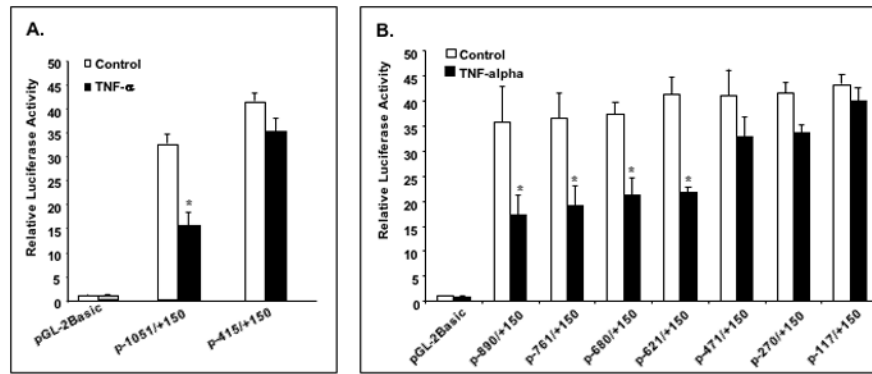 A.
Control
TNF-α
Relative Luciferase Activity
50
45
40
35
30
25
20
15
10
5
0
*
pGL-2Basic
p-1051/+150
p-415/+150
B.
Control
TNF-alpha
Relative Luciferase Activity
50
45
40
35
30
25
20
15
10
5
0
*
*
*
*
pGL-2Basic
p-890/+150
p-761/+150
p-680/+150
p-621/+150
p-471/+150
p-270/+150
p-117/+150